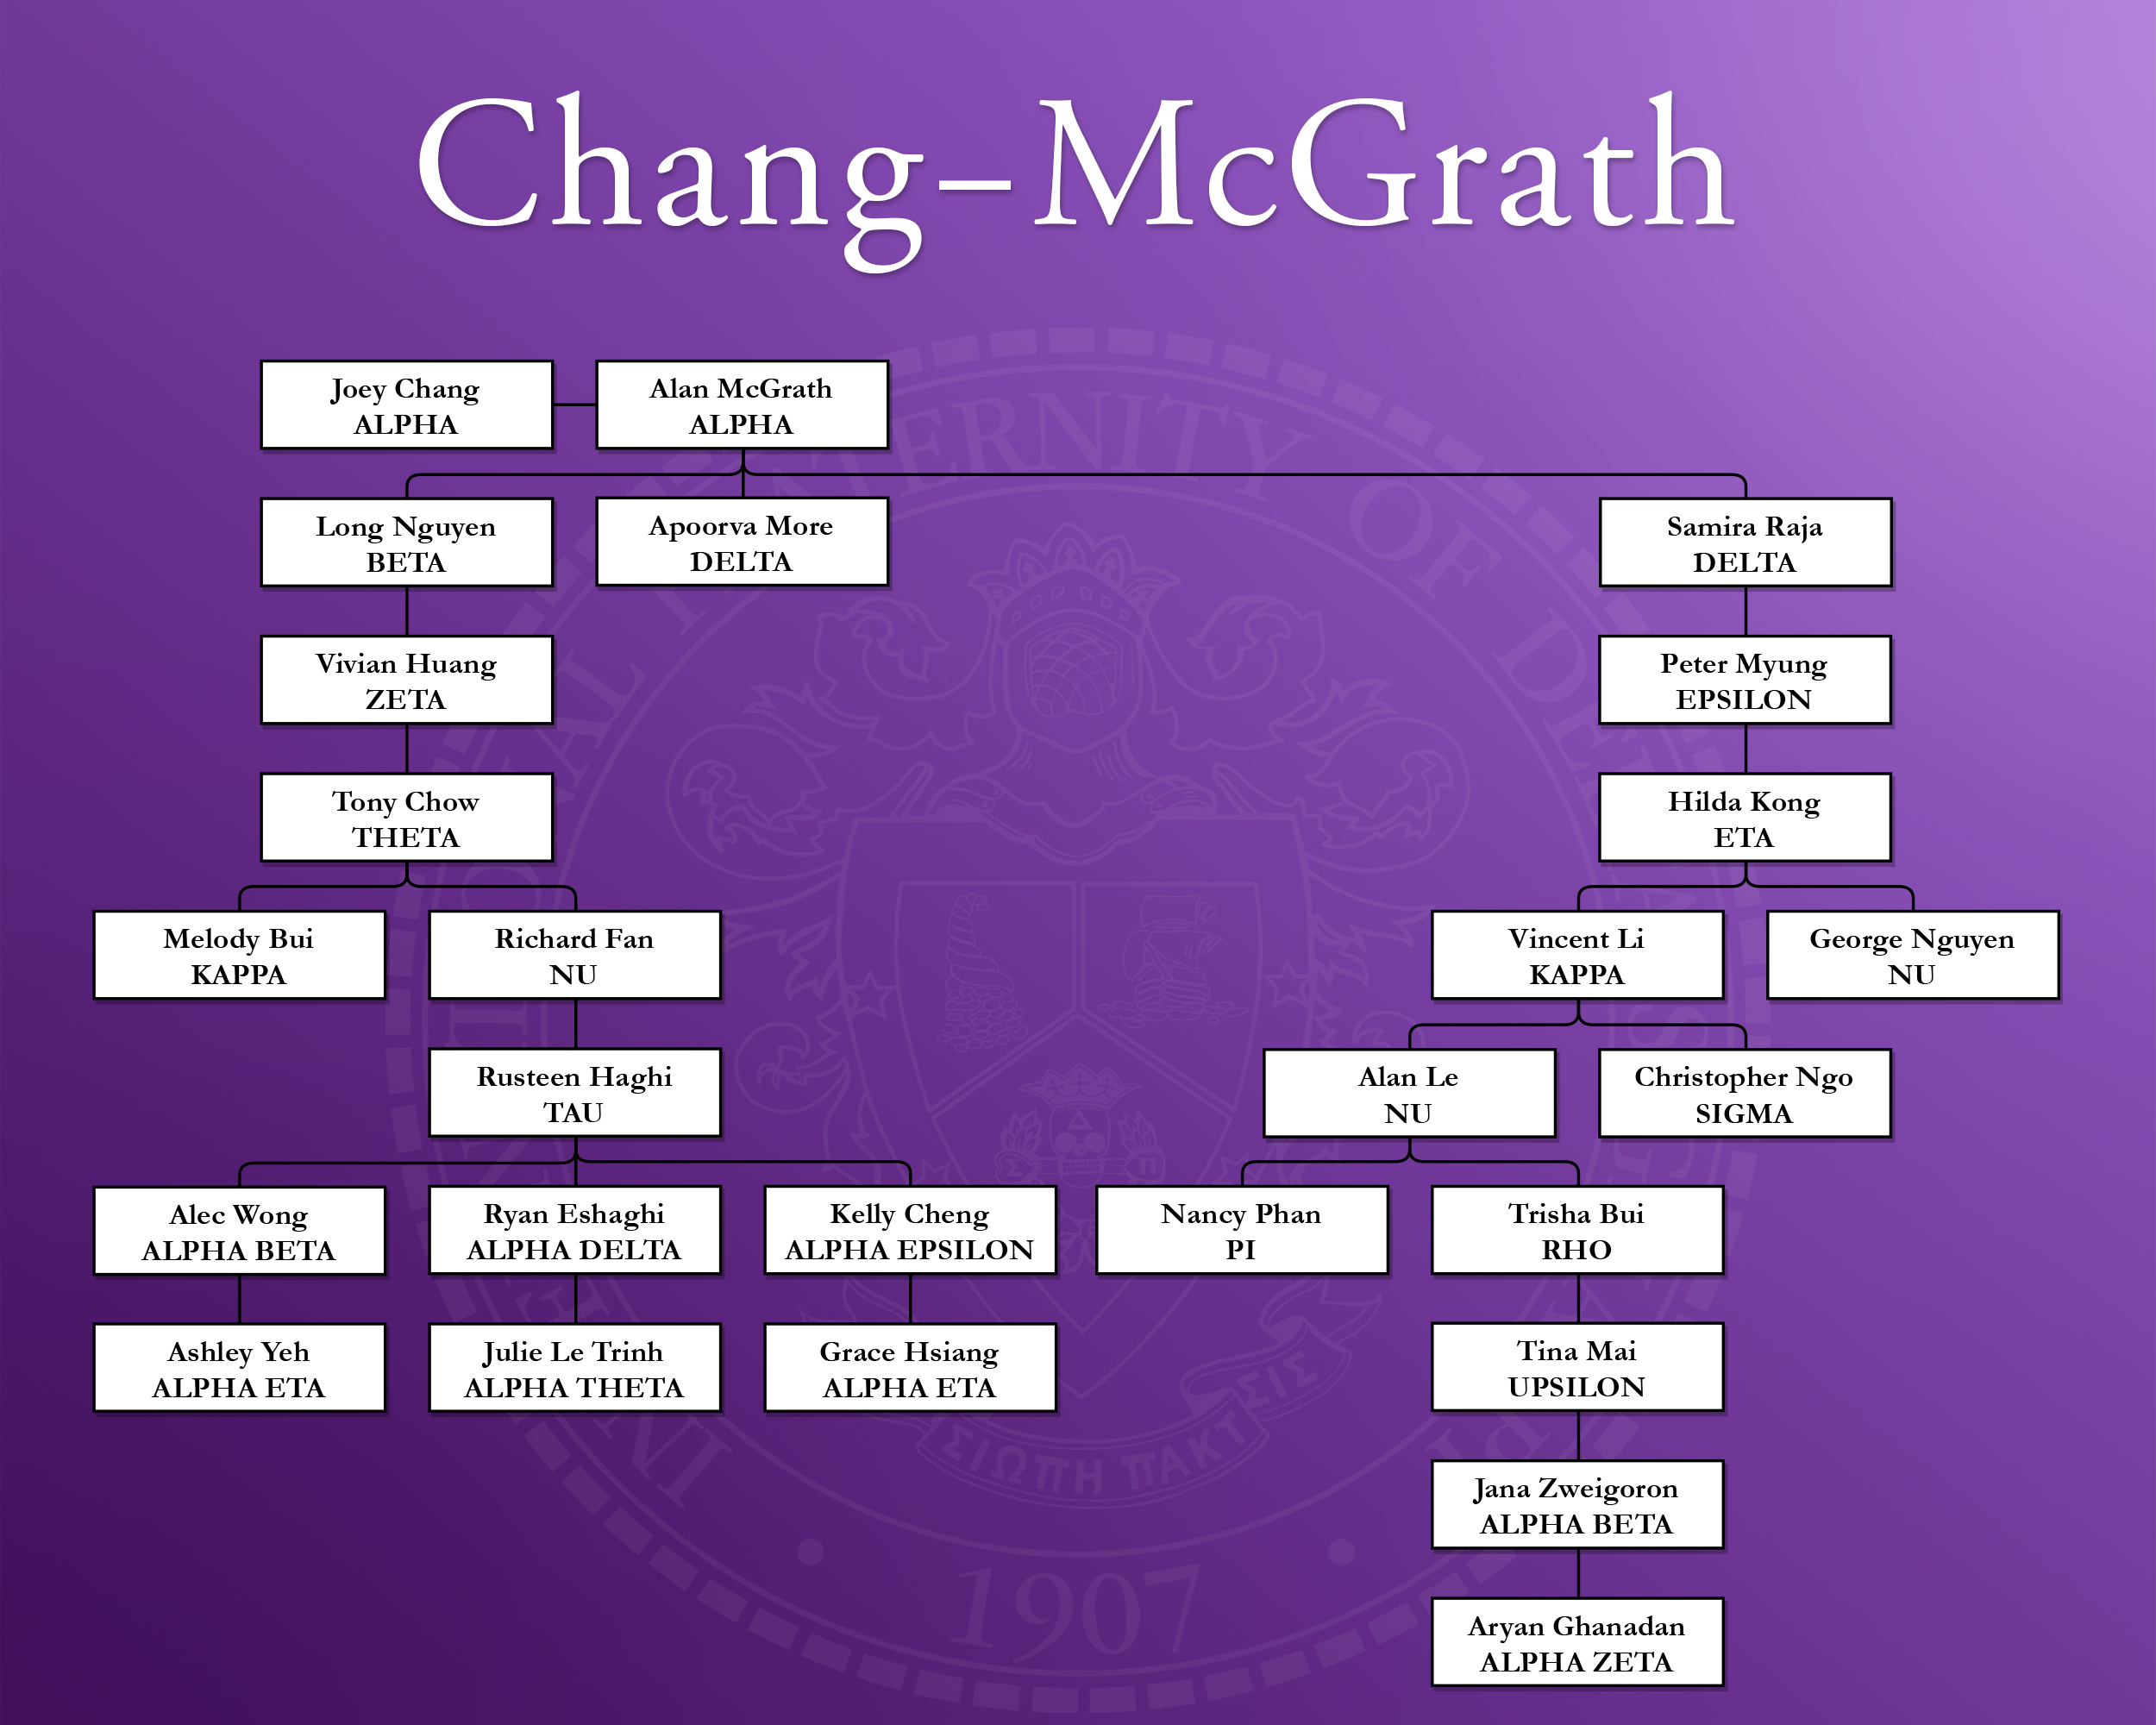 Chang–McGrath
Joey Chang
ALPHA
Alan McGrath
ALPHA
Long Nguyen
BETA
Apoorva More
DELTA
Samira Raja
DELTA
Vivian Huang
ZETA
Peter Myung
EPSILON
Tony Chow
THETA
Hilda Kong
ETA
Melody Bui
KAPPA
Richard Fan
NU
Vincent Li
KAPPA
George Nguyen
NU
Rusteen Haghi
TAU
Alan Le
NU
Christopher Ngo
SIGMA
Alec Wong
ALPHA BETA
Ryan Eshaghi
ALPHA DELTA
Kelly Cheng
ALPHA EPSILON
Nancy Phan
PI
Trisha Bui
RHO
Ashley Yeh
ALPHA ETA
Julie Le Trinh
ALPHA THETA
Grace Hsiang
ALPHA ETA
Tina Mai
UPSILON
Jana Zweigoron
ALPHA BETA
Aryan Ghanadan
ALPHA ZETA
OF
ΣΙΩΠΗ ΠΑΚΤ
ΣΙΣ
1907